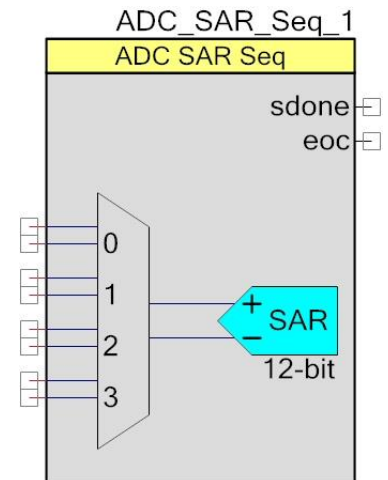 ADC_SAR_Seq_1
ADC SAR Seq
sdone
eoc
0
1
2
3
+
SAR
−
12-bit